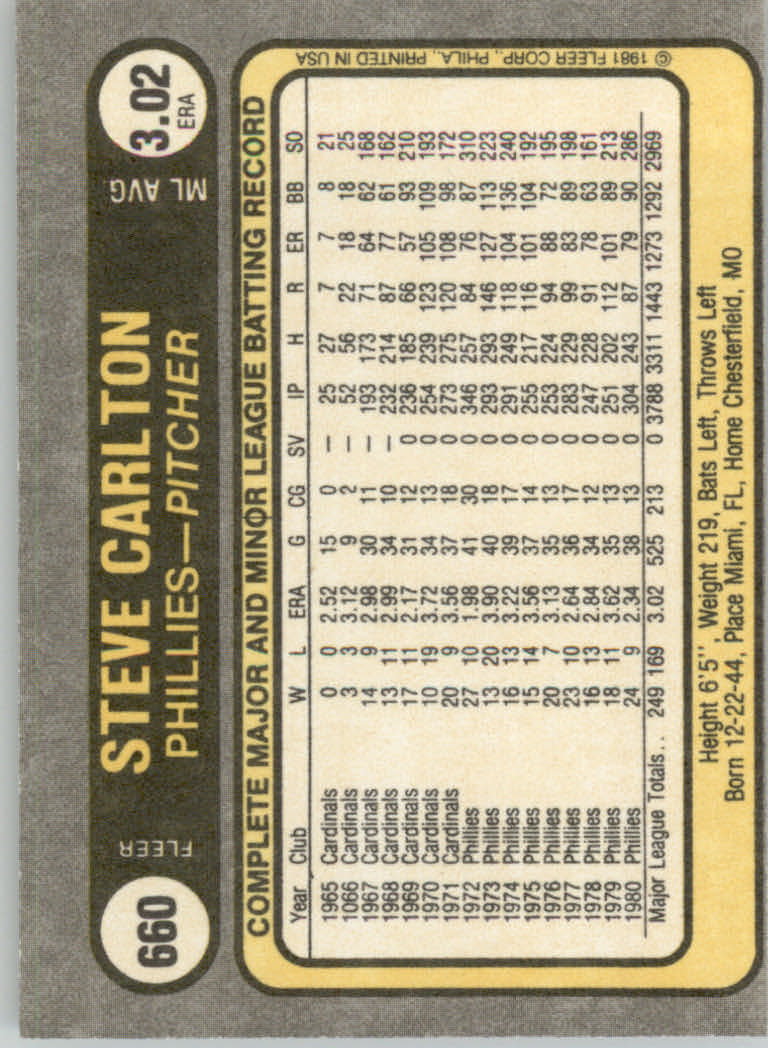 660 FLEER STEVE CARLTON ML AVG 3.02
PHILLIES—PITCHER ERA
COMPLETE MAJOR AND MINOR LEAGUE BATTING RECORD
Year Club W L ERA G CG SV IP H R ER BB SO
1965 Cardinals 0 0 2.52 15 0 — 25 27 7 7 8 21
1066 Cardinals 3 3 3.12 9 2 — 52 56 22 18 18 25
1967 Cardinals 14 9 2.98 30 11 — 193 173 71 64 62 168
1968 Cardinals 13 11 2.99 34 10 — 232 214 87 77 61 162
1969 Cardinals 17 11 2.17 31 12 0 236 185 66 57 93 210
1970 Cardinals 10 19 3.72 34 13 0 254 239 123 105 109 193
1971 Cardinals 20 9 3.56 37 18 0 273 275 120 108 98 172
1972 Phillies 27 10 1.98 41 30 0 346 257 84 76 87 310
1973 Phillies 13 20 3.90 40 18 0 293 293 146 127 113 223
1974 Phillies 16 13 3.22 39 17 0 291 249 118 104 136 240
1975 Phillies 15 14 3.56 37 14 0 255 217 116 101 104 192
1976 Phillies 20 7 3.13 35 13 0 253 224 94 88 72 195
1977 Phillies 23 10 2.64 36 17 0 283 229 99 83 89 198
1978 Phillies 16 13 2.84 34 12 0 247 228 91 78 63 161
1979 Phillies 18 11 3.62 35 13 0 251 202 112 101 89 213
1980 Phillies 24 9 2.34 38 13 0 304 243 87 79 90 286
Major League Totals.. 249 169 3.02 525 213 0 3788 3311 1443 1273 1292 2969
Height 6'5'', Weight 219, Bats Left, Throws Left
Born 12-22-44, Place Miami, FL, Home Chesterfield, MO
© 1981 FLEER CORP., PHILA., PRINTED IN USA